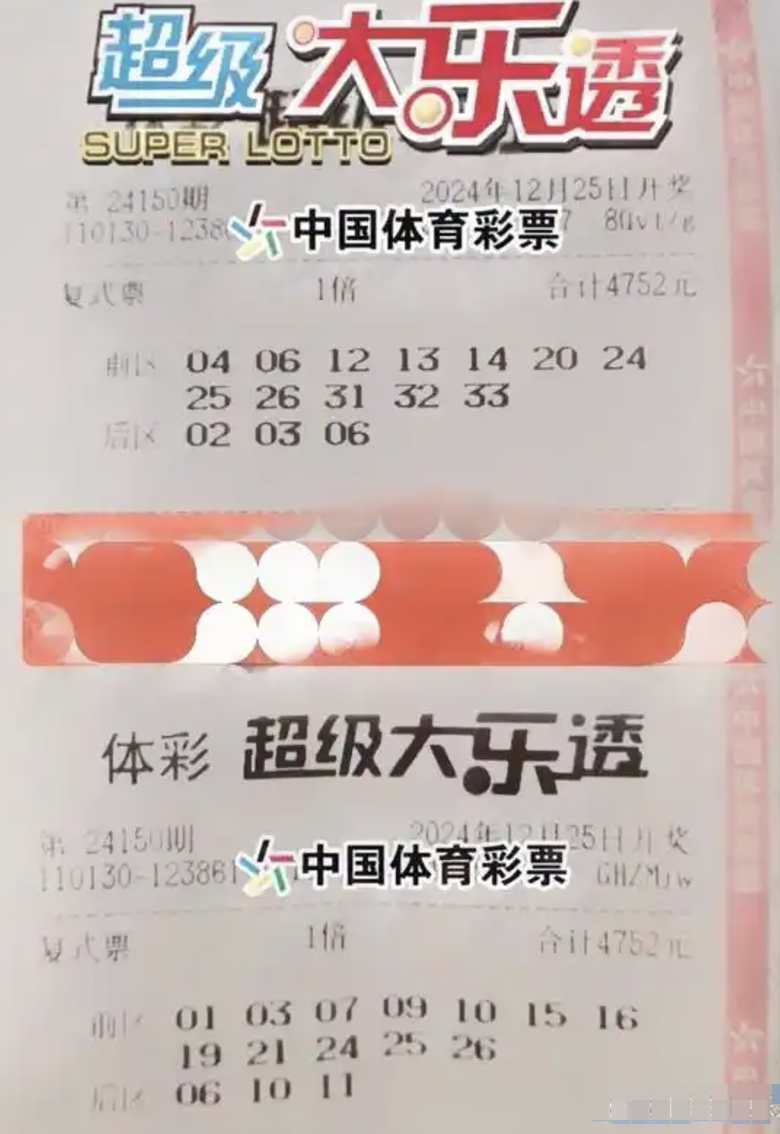 超级大乐透
SUPER LOTTO
第 24150期 2024年12月25日开奖
110130-1238 中国体育彩票 7 8Qvt/g
复式票 1倍 合计4752元
前区 04 06 12 13 14 20 24
25 26 31 32 33
后区 02 03 06
体彩 超级大乐透
第 24150期 2024年12月25日开奖
110130-123861 中国体育彩票 GHZMjw
复式票 1倍 合计4752元
前区 01 03 07 09 10 15 16
19 21 24 25 26
后区 06 10 11